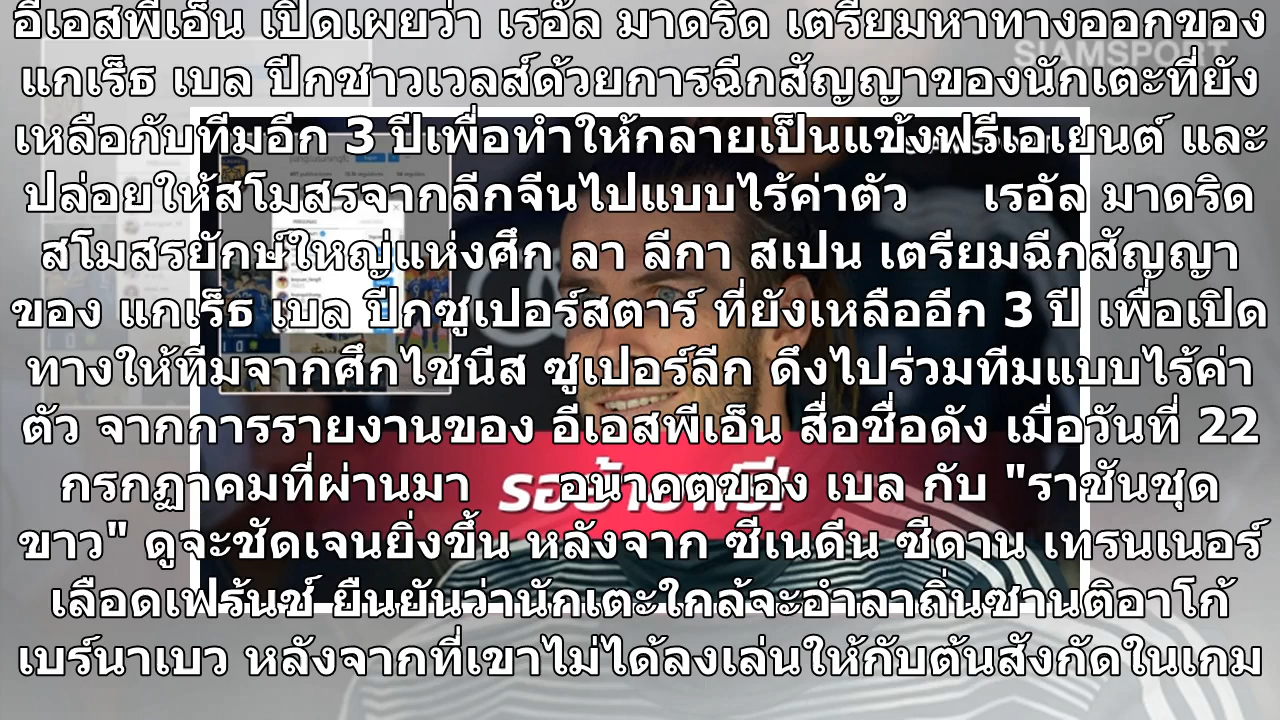 อีเอสพีเอ็น เปิดเผยว่า เรอัล มาดริด เตรียมหาทางออกของ
แกเร็ธ เบล ปีกชาวเวลส์ด้วยการฉีกสัญญาของนักเตะที่ยัง
เหลือกับทีมอีก 3 ปีเพื่อทำให้กลายเป็นแข้งฟรีเอเยนต์ และ
ปล่อยให้สโมสรจากลีกจีนไปแบบไร้ค่าตัว เรอัล มาดริด
สโมสรยักษ์ใหญ่แห่งศึก ลา ลีกา สเปน เตรียมฉีกสัญญา
ของ แกเร็ธ เบล ปีกซูเปอร์สตาร์ ที่ยังเหลืออีก 3 ปี เพื่อเปิด
ทางให้ทีมจากศึกไชนีส ซูเปอร์ลีก ดึงไปร่วมทีมแบบไร้ค่า
ตัว จากการรายงานของ อีเอสพีเอ็น สื่อชื่อดัง เมื่อวันที่ 22
กรกฏาคมที่ผ่านมา อนาคตของ เบล กับ "ราชันชุด
ขาว" ดูจะชัดเจนยิ่งขึ้น หลังจาก ซีเนดีน ซีดาน เทรนเนอร์
เลือดเฟร้นช์ ยืนยันว่านักเตะใกล้จะอำลาถิ่นซานติอาโก้
เบร์นาเบว หลังจากที่เขาไม่ได้ลงเล่นให้กับต้นสังกัดในเกม
SIAMSPORT